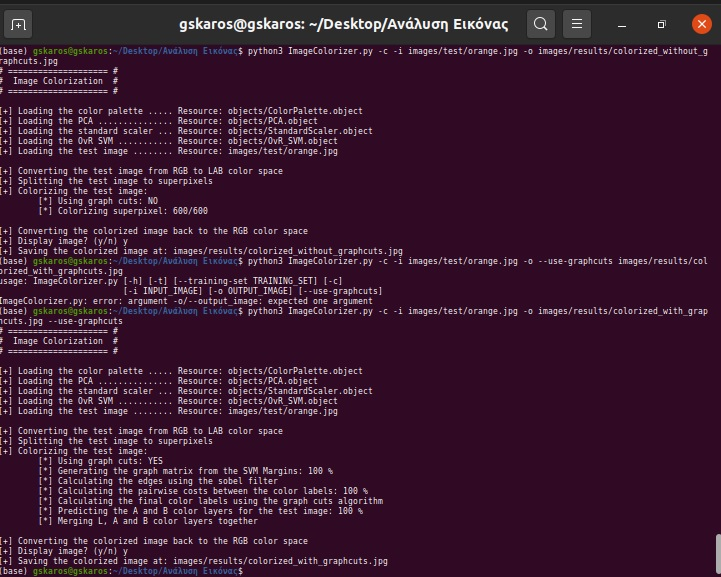 gskaros@gskaros: ~/Desktop/Ανάλυση Εικόνας
(base) gskaros@gskaros:~/Desktop/Ανάλυση Εικόνας$ python3 ImageColorizer.py -c -i images/test/orange.jpg -o images/results/colorized_without_g
raphcuts.jpg
# ==================== #
#  Image Colorization  #
# ==================== #
[+] Loading the color palette ..... Resource: objects/ColorPalette.object
[+] Loading the PCA ............... Resource: objects/PCA.object
[+] Loading the standard scaler ... Resource: objects/StandardScaler.object
[+] Loading the OvR SVM ........... Resource: objects/OvR_SVM.object
[+] Loading the test image ........ Resource: images/test/orange.jpg
[+] Converting the test image from RGB to LAB color space
[+] Splitting the test image to superpixels
[+] Colorizing the test image:
[*] Using graph cuts: NO
[*] Colorizing superpixel: 600/600
[+] Converting the colorized image back to the RGB color space
[+] Display image? (y/n) y
[+] Saving the colorized image at: images/results/colorized_without_graphcuts.jpg
(base) gskaros@gskaros:~/Desktop/Ανάλυση Εικόνας$ python3 ImageColorizer.py -c -i images/test/orange.jpg -o --use-graphcuts images/results/col
orized_with_graphcuts.jpg
usage: ImageColorizer.py [-h] [-t] [--training-set TRAINING_SET] [-c]
[-i INPUT_IMAGE] [-o OUTPUT_IMAGE] [--use-graphcuts]
ImageColorizer.py: error: argument -o/--output_image: expected one argument
(base) gskaros@gskaros:~/Desktop/Ανάλυση Εικόνας$ python3 ImageColorizer.py -c -i images/test/orange.jpg -o images/results/colorized_with_grap
hcuts.jpg --use-graphcuts
# ==================== #
#  Image Colorization  #
# ==================== #
[+] Loading the color palette ..... Resource: objects/ColorPalette.object
[+] Loading the PCA ............... Resource: objects/PCA.object
[+] Loading the standard scaler ... Resource: objects/StandardScaler.object
[+] Loading the OvR SVM ........... Resource: objects/OvR_SVM.object
[+] Loading the test image ........ Resource: images/test/orange.jpg
[+] Converting the test image from RGB to LAB color space
[+] Splitting the test image to superpixels
[+] Colorizing the test image:
[*] Using graph cuts: YES
[*] Generating the graph matrix from the SVM Margins: 100 %
[*] Calculating the edges using the sobel filter
[*] Calculating the pairwise costs between the color labels: 100 %
[*] Calculating the final color labels using the graph cuts algorithm
[*] Predicting the A and B color layers for the test image: 100 %
[*] Merging L, A and B color layers together
[+] Converting the colorized image back to the RGB color space
[+] Display image? (y/n) y
[+] Saving the colorized image at: images/results/colorized_with_graphcuts.jpg
(base) gskaros@gskaros:~/Desktop/Ανάλυση Εικόνας$